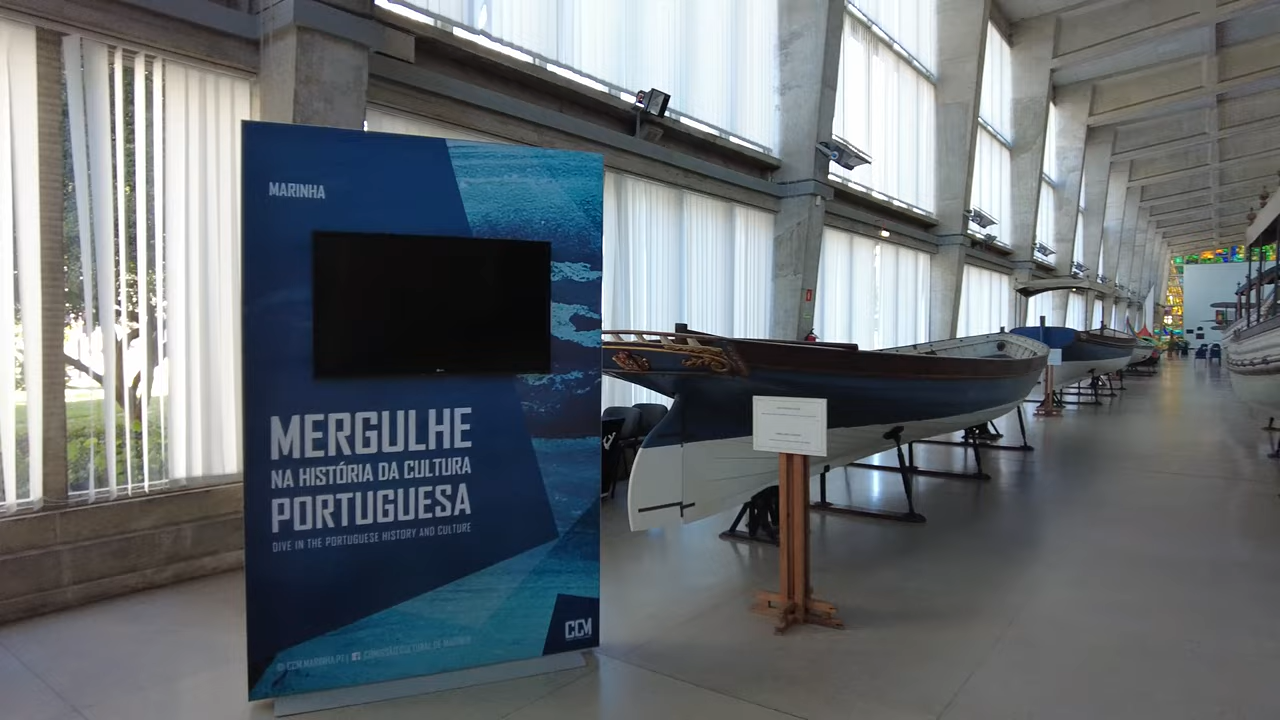 MARINHA
MERGULHE
NA HISTÓRIA DA CULTURA
PORTUGUESA
DIVE IN THE PORTUGUESE HISTORY AND CULTURE
CCM
CCM.MARINHA.PT | COMISSÃO CULTURAL DE MARINHA